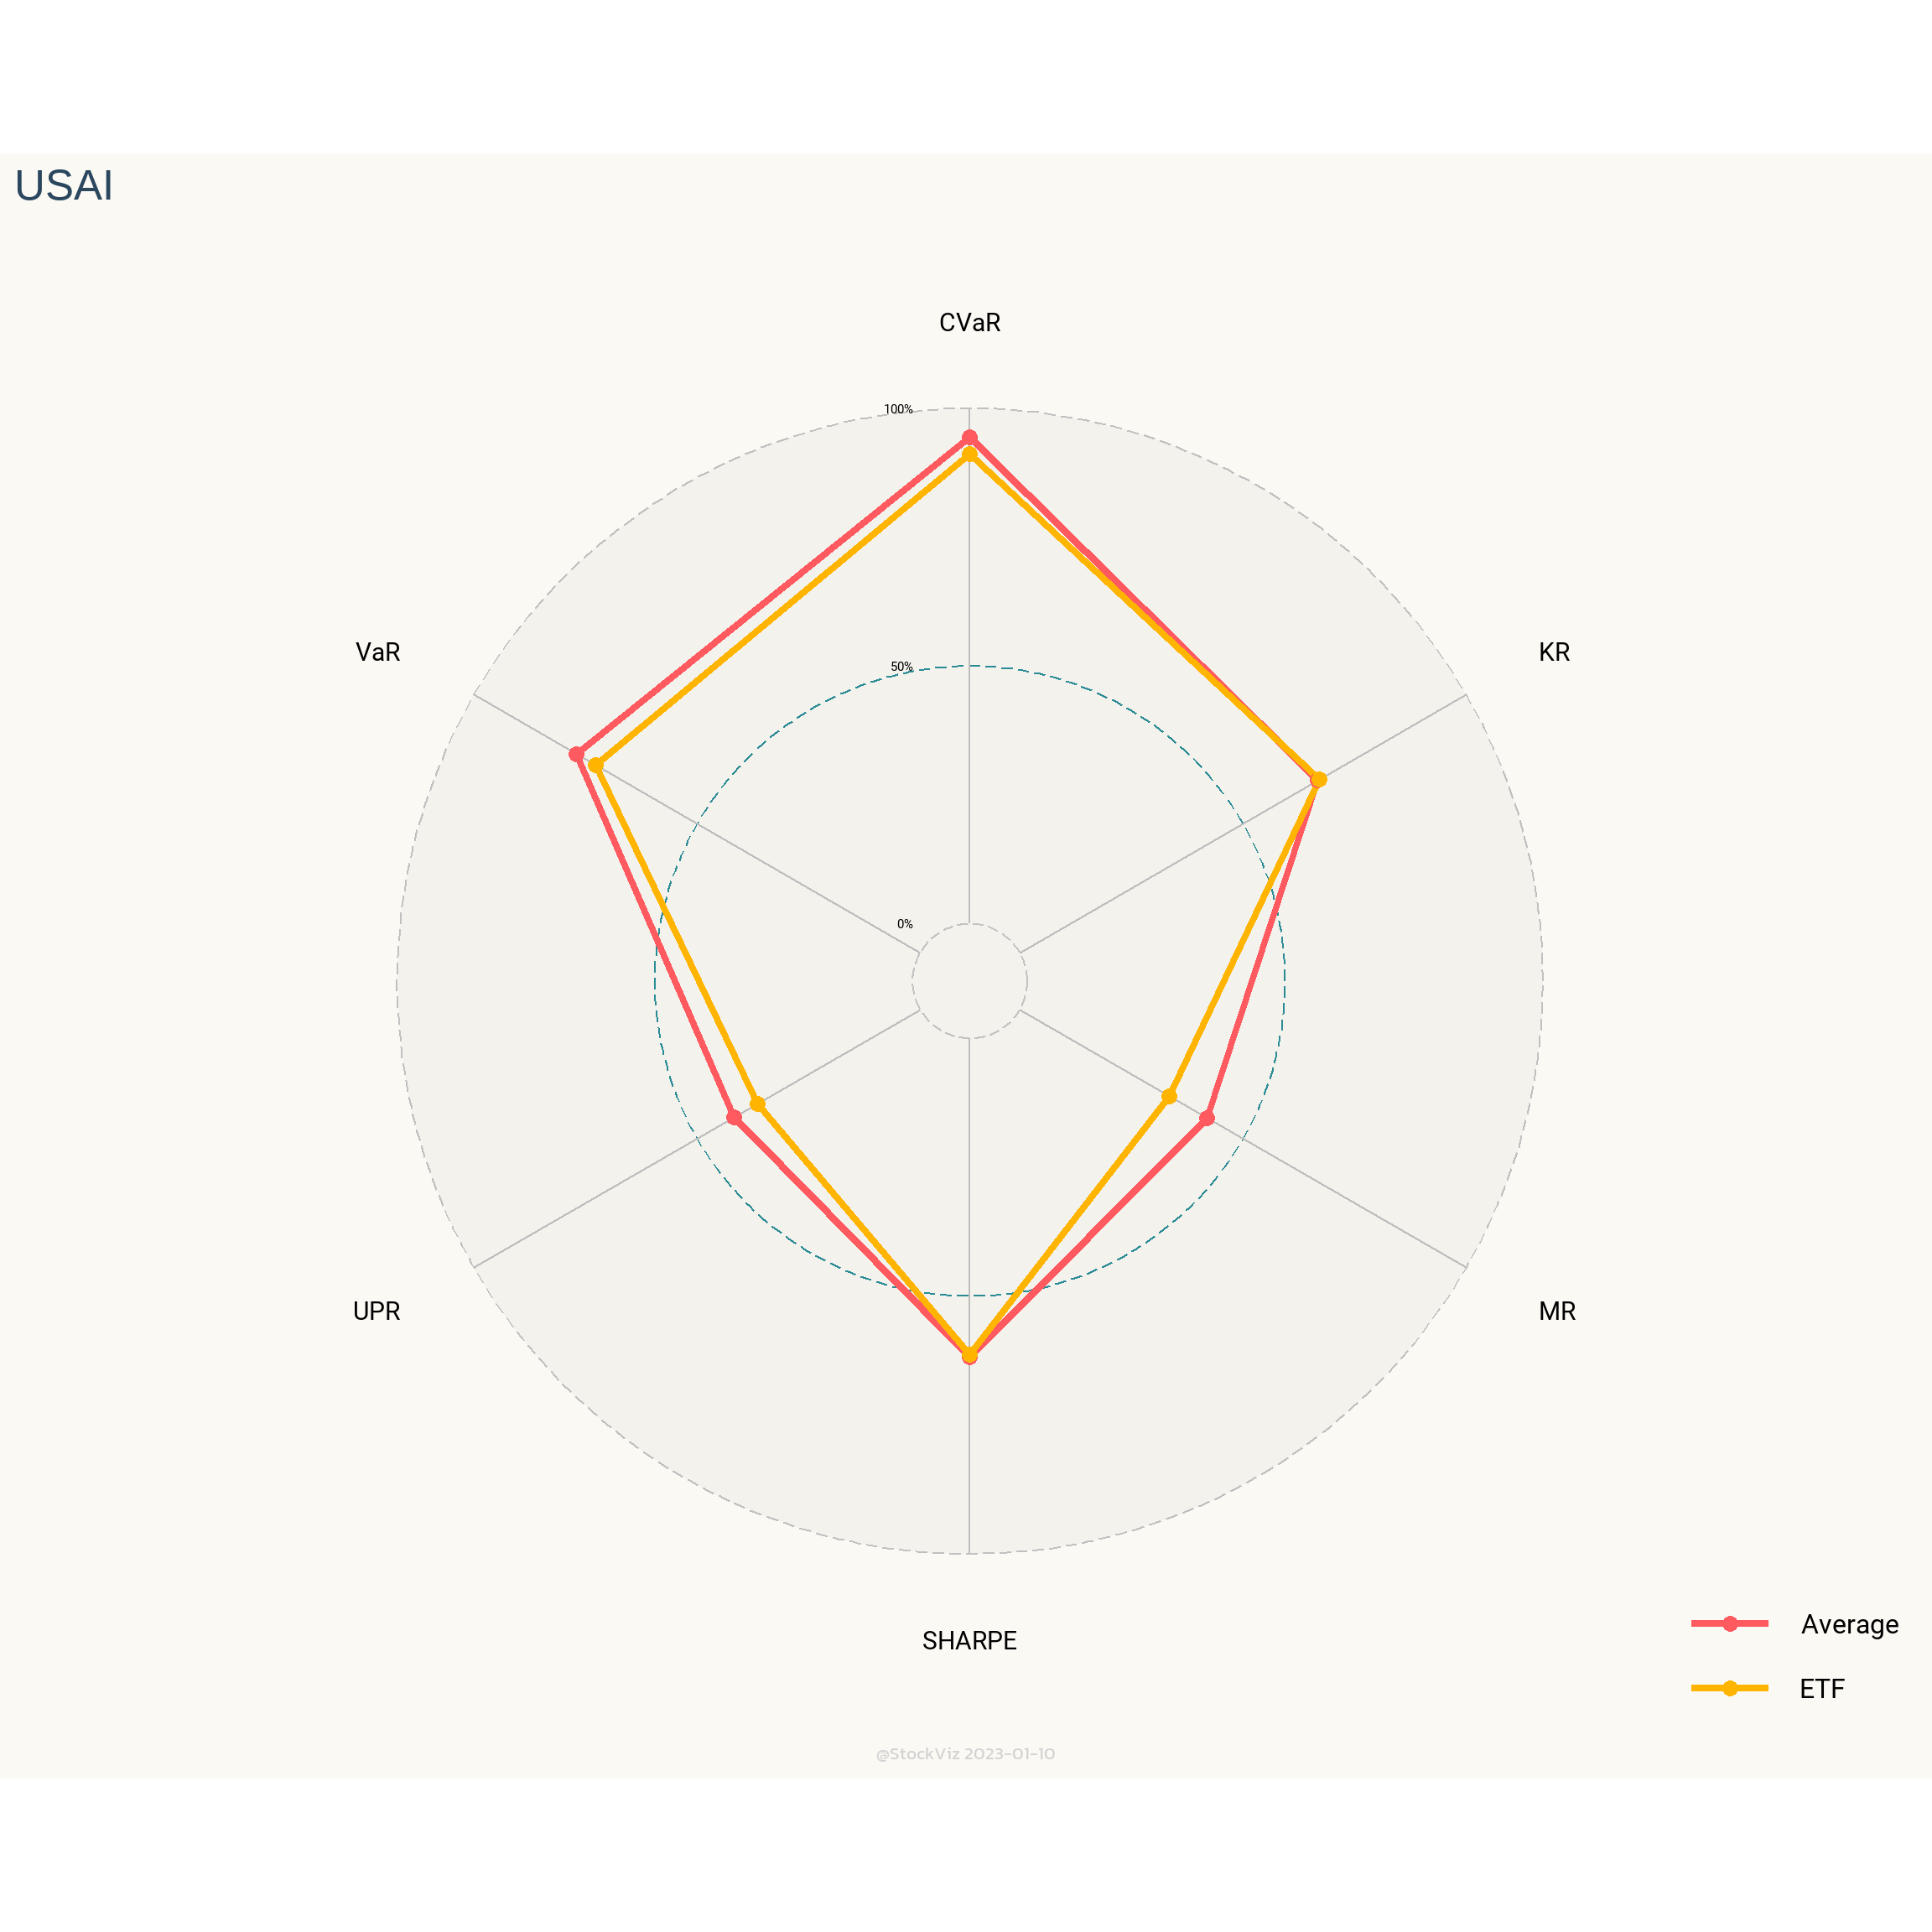 USAI
CVaR
100%
KR
VaR
50%
0%
UPR
MR
SHARPE
Average
ETF
@StockViz 2023-01-10